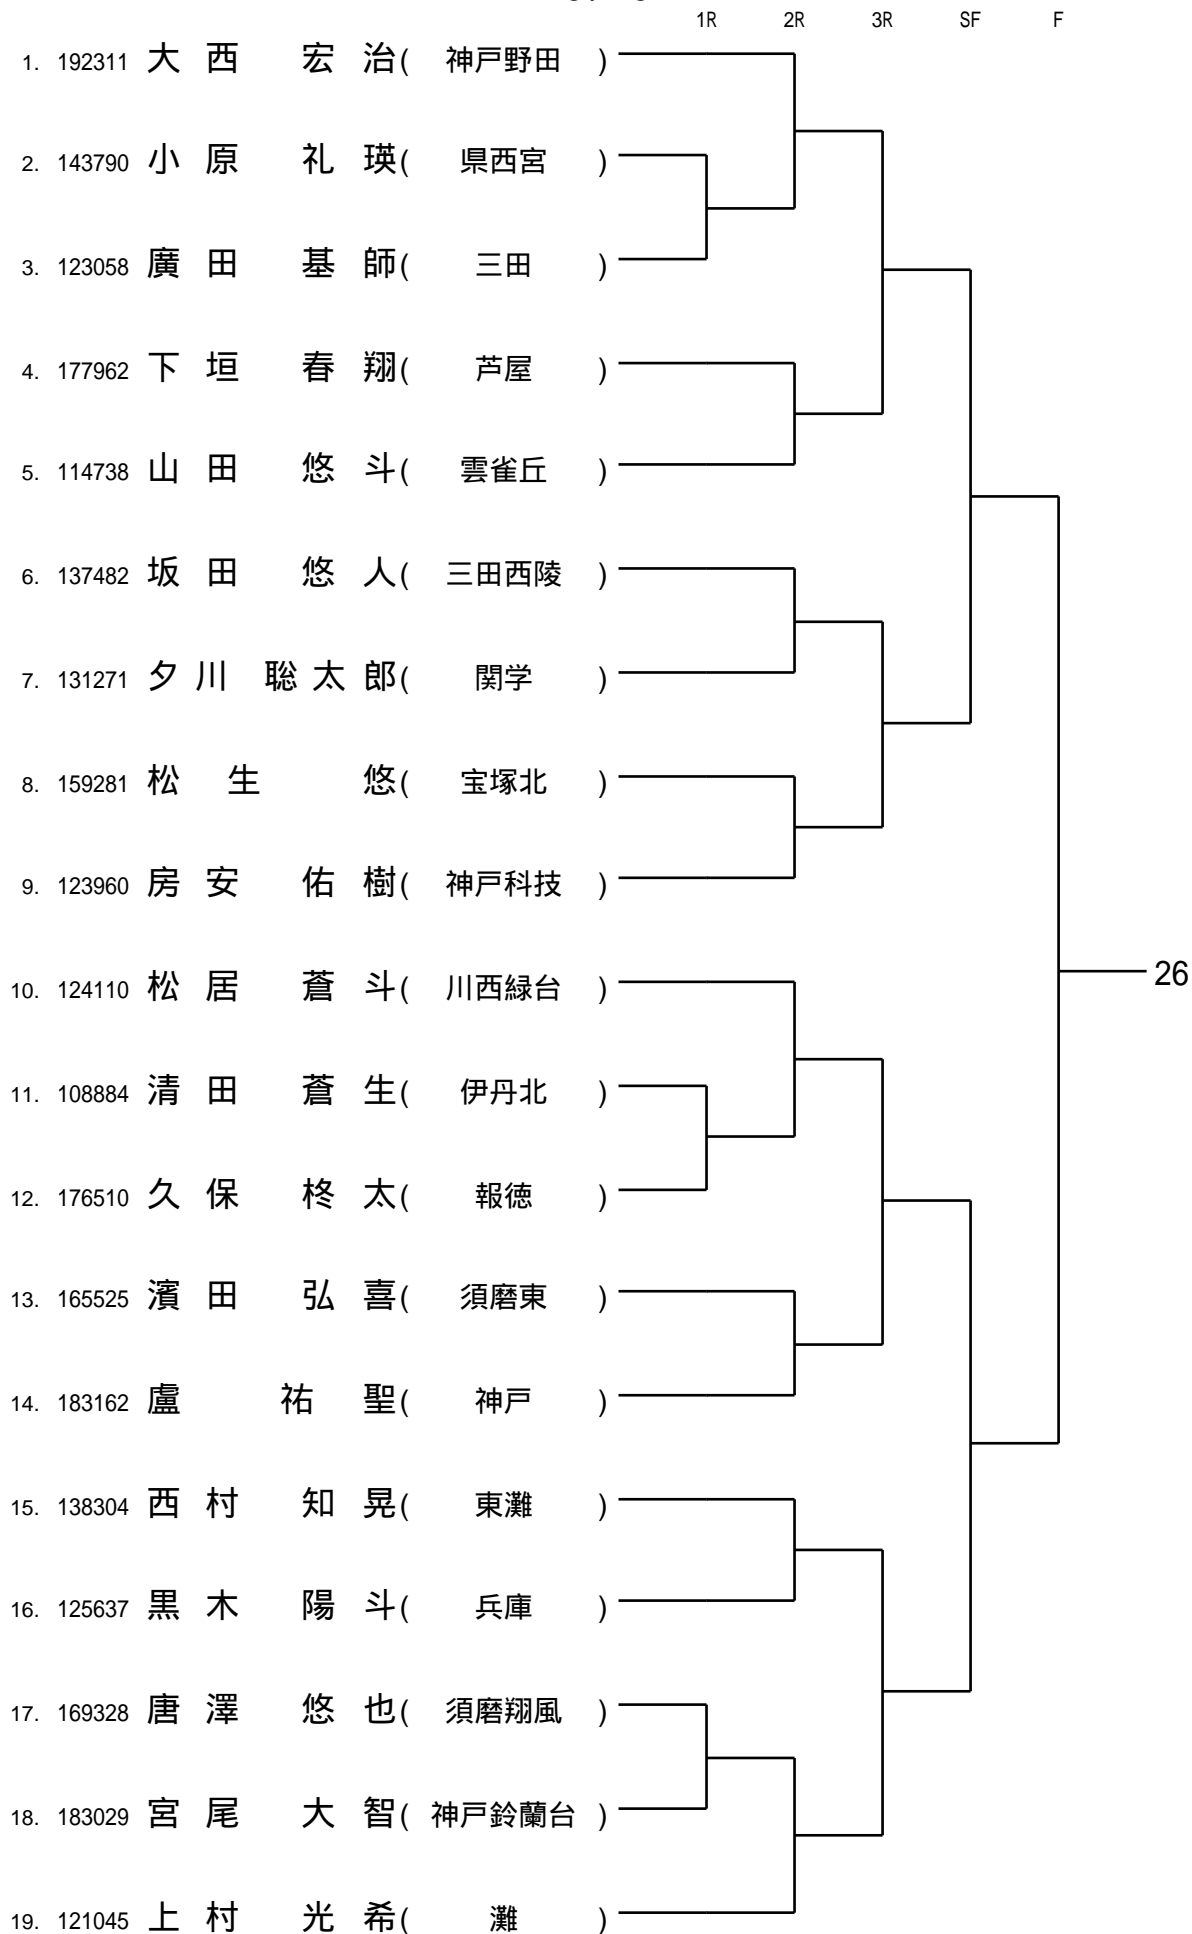 1R 2R 3R SF F
1. 192311 大西 宏治( 神戸野田 )
2. 143790 小原 礼瑛( 県西宮 )
3. 123058 廣田 基師( 三田 )
4. 177962 下垣 春翔( 芦屋 )
5. 114738 山田 悠斗( 雲雀丘 )
6. 137482 坂田 悠人( 三田西陵 )
7. 131271 夕川 聡太郎( 関学 )
8. 159281 松生 悠( 宝塚北 )
9. 123960 房安 佑樹( 神戸科技 )
10. 124110 松居 蒼斗( 川西緑台 )
26
11. 108884 清田 蒼生( 伊丹北 )
12. 176510 久保 柊太( 報徳 )
13. 165525 濱田 弘喜( 須磨東 )
14. 183162 盧 祐聖( 神戸 )
15. 138304 西村 知晃( 東灘 )
16. 125637 黒木 陽斗( 兵庫 )
17. 169328 唐澤 悠也( 須磨翔風 )
18. 183029 宮尾 大智( 神戸鈴蘭台 )
19. 121045 上村 光希( 灘 )